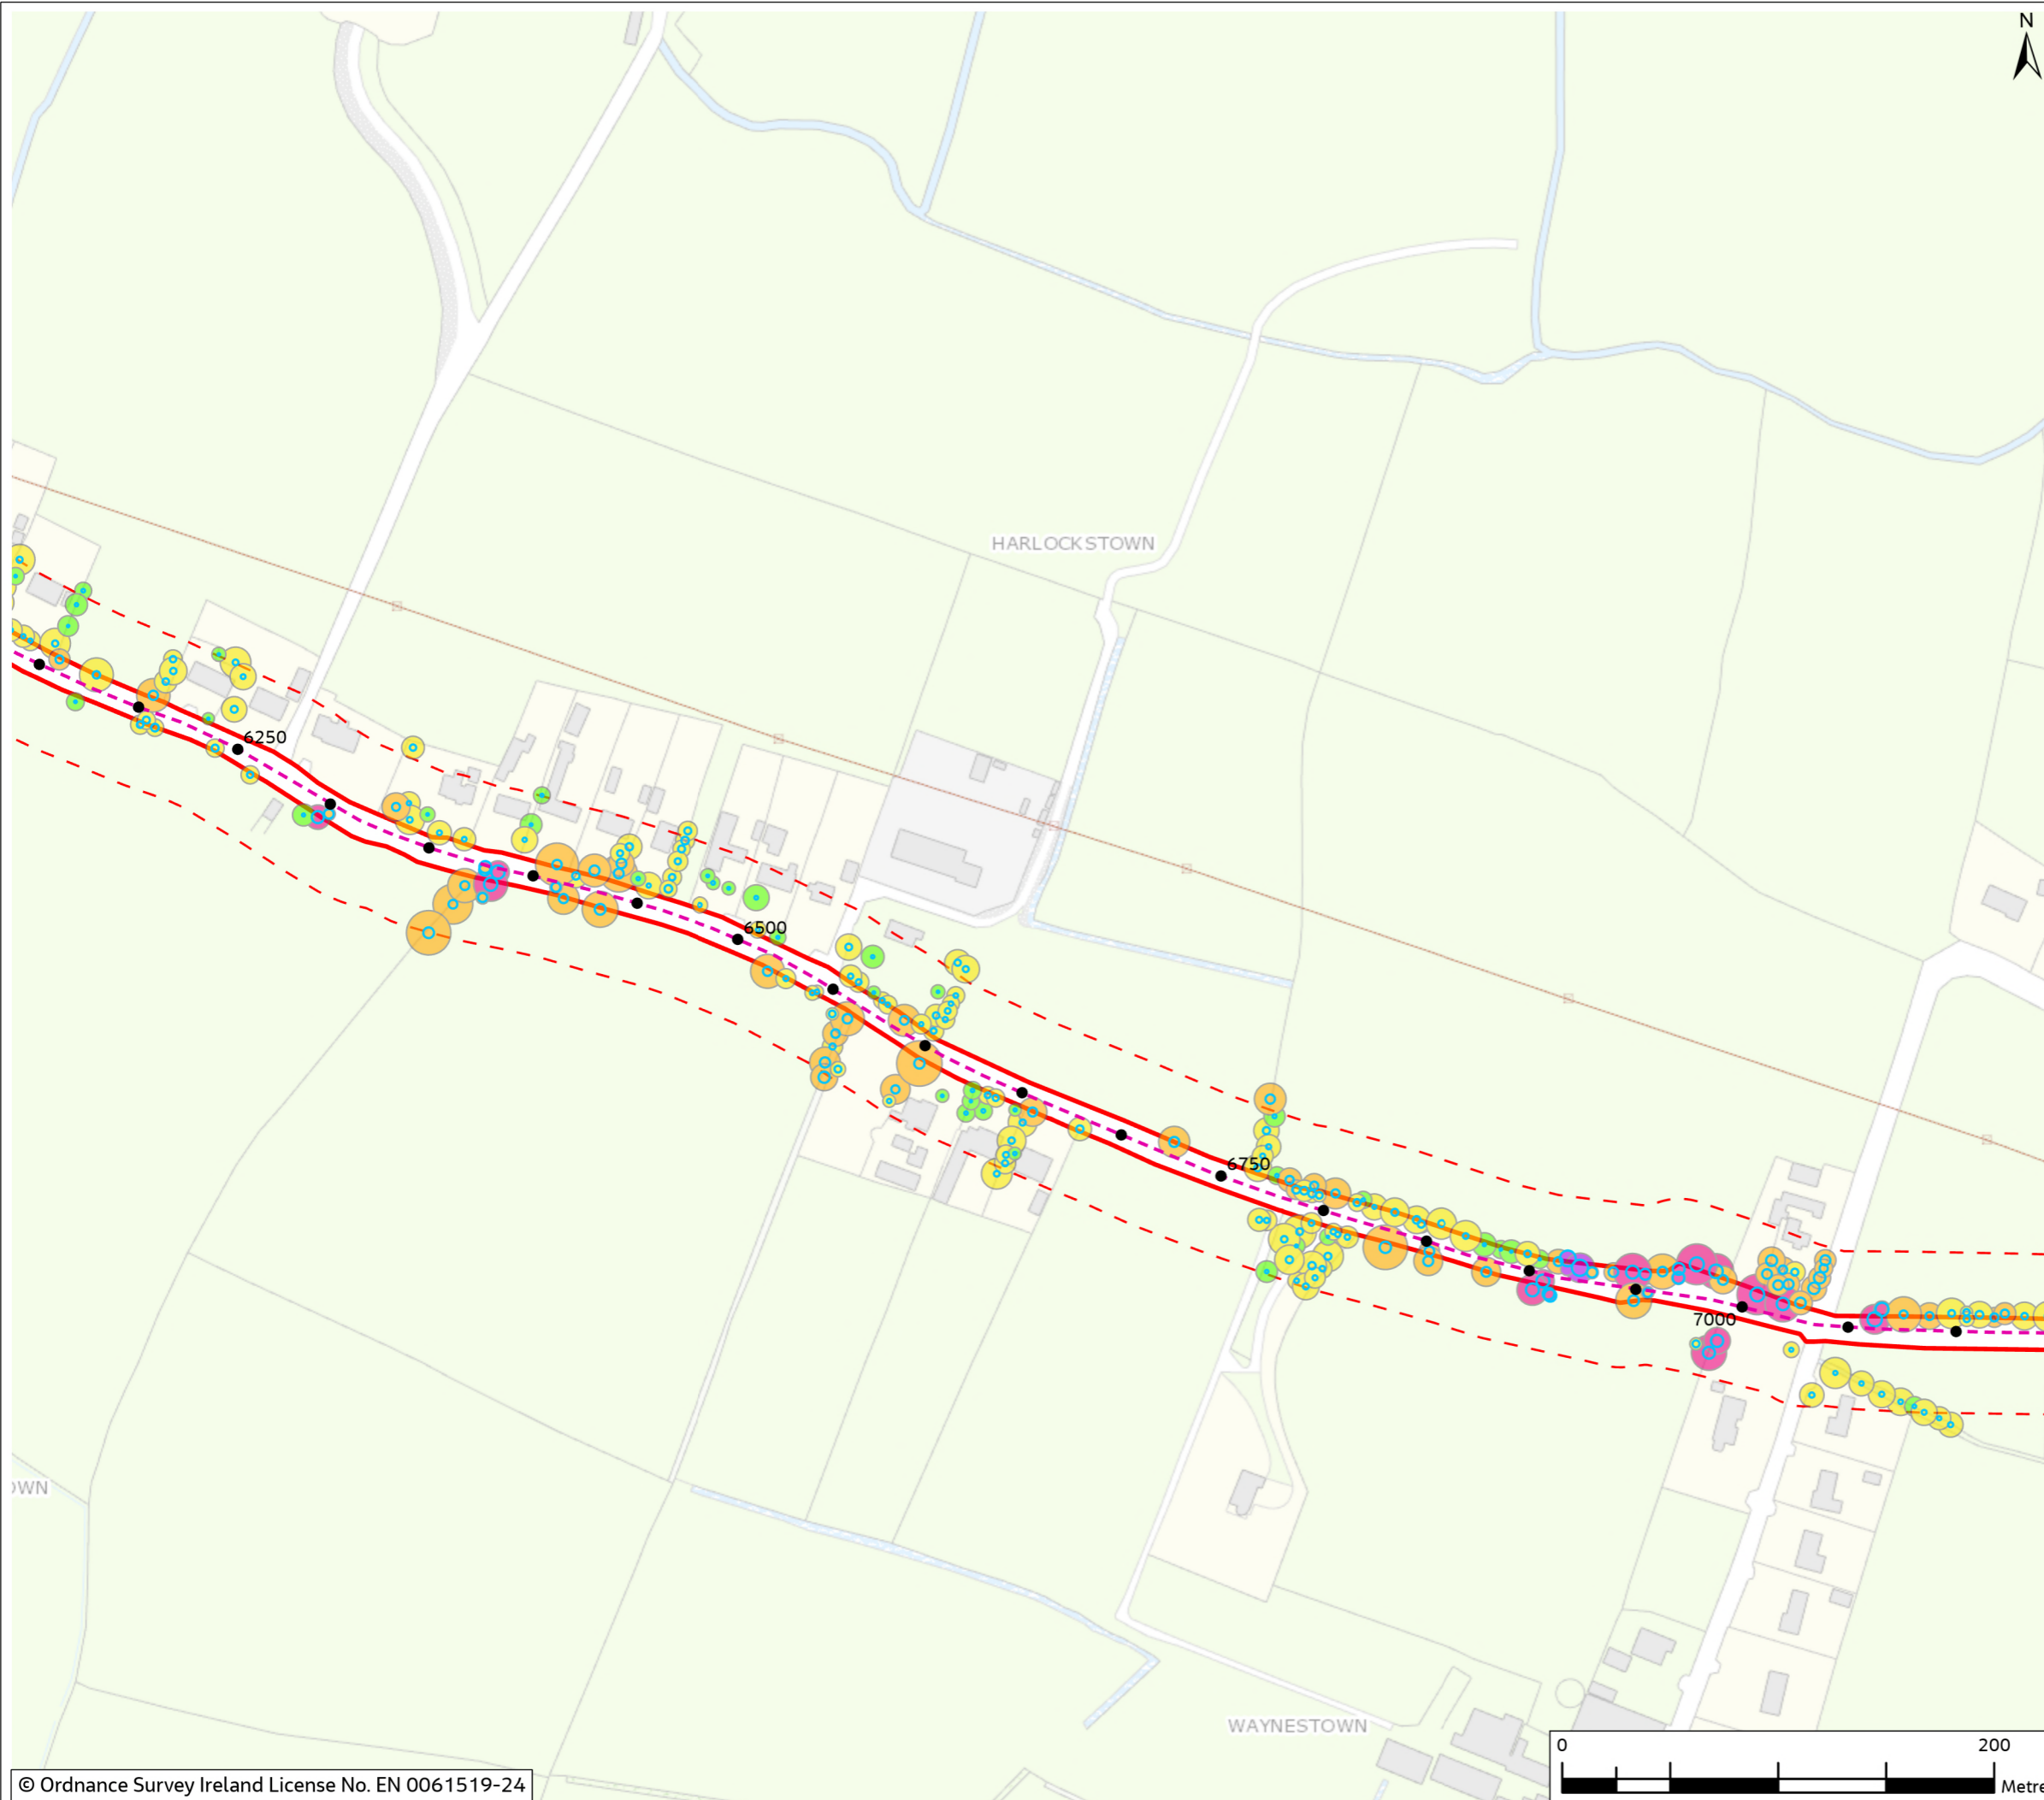 N
HARLOCKSTOWN
6250
6500
6750
7000
OWN
WAYNESTOWN
0 200
Metre
© Ordnance Survey Ireland License No. EN 0061519-24